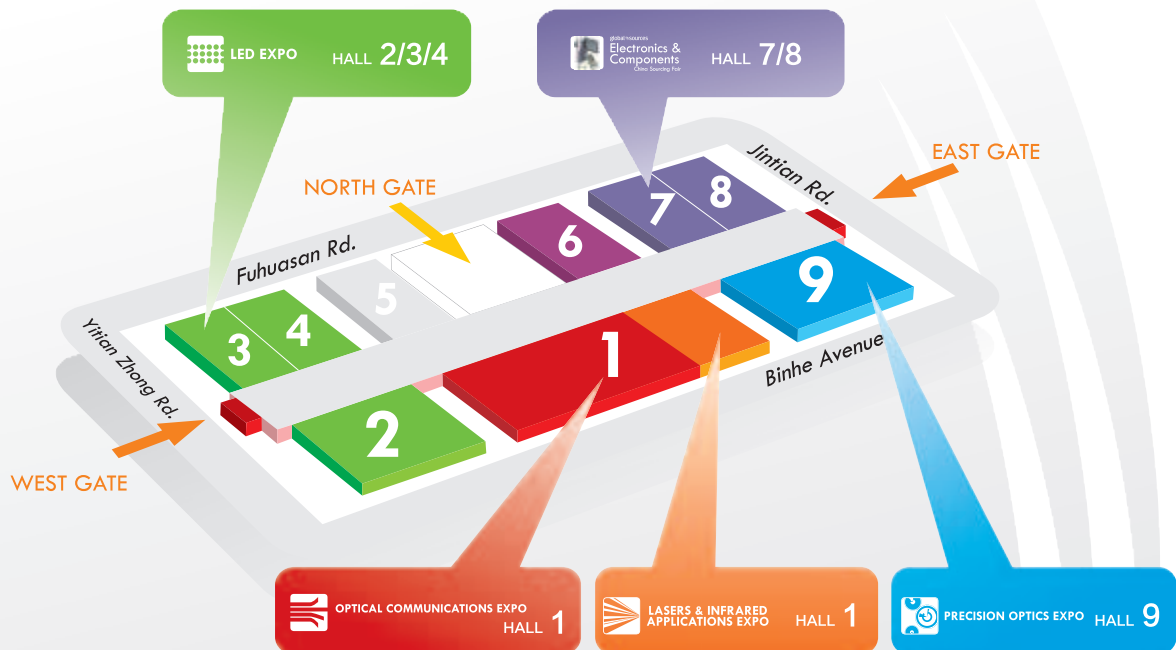 LED EXPO HALL 2/3/4
global sources
Electronics &
Components
China Sourcing Fair
HALL 7/8
EAST GATE
Jintian Rd.
NORTH GATE
Fuhuasan Rd.
8
7
6
5
9
4
3
1
2
Yitian Zhong Rd.
Binhe Avenue
WEST GATE
OPTICAL COMMUNICATIONS EXPO
HALL 1
LASERS & INFRARED
APPLICATIONS EXPO
HALL 1
PRECISION OPTICS EXPO HALL 9